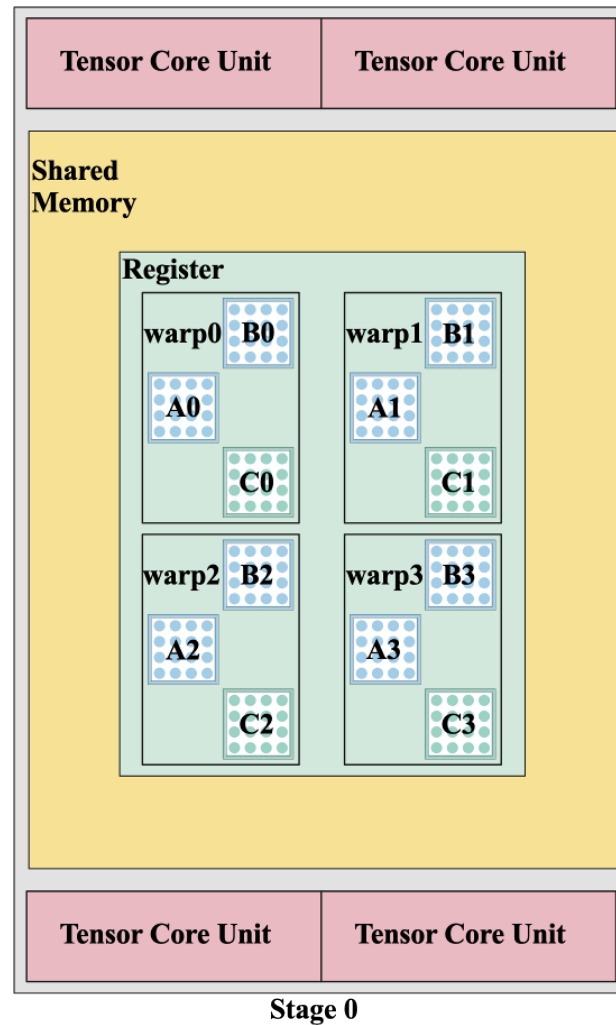 Tensor Core Unit
Tensor Core Unit
Shared
Memory
Register
warp0
B0
A0
C0
warp1
B1
A1
C1
warp2
B2
A2
C2
warp3
B3
A3
C3
Tensor Core Unit
Tensor Core Unit
Stage 0